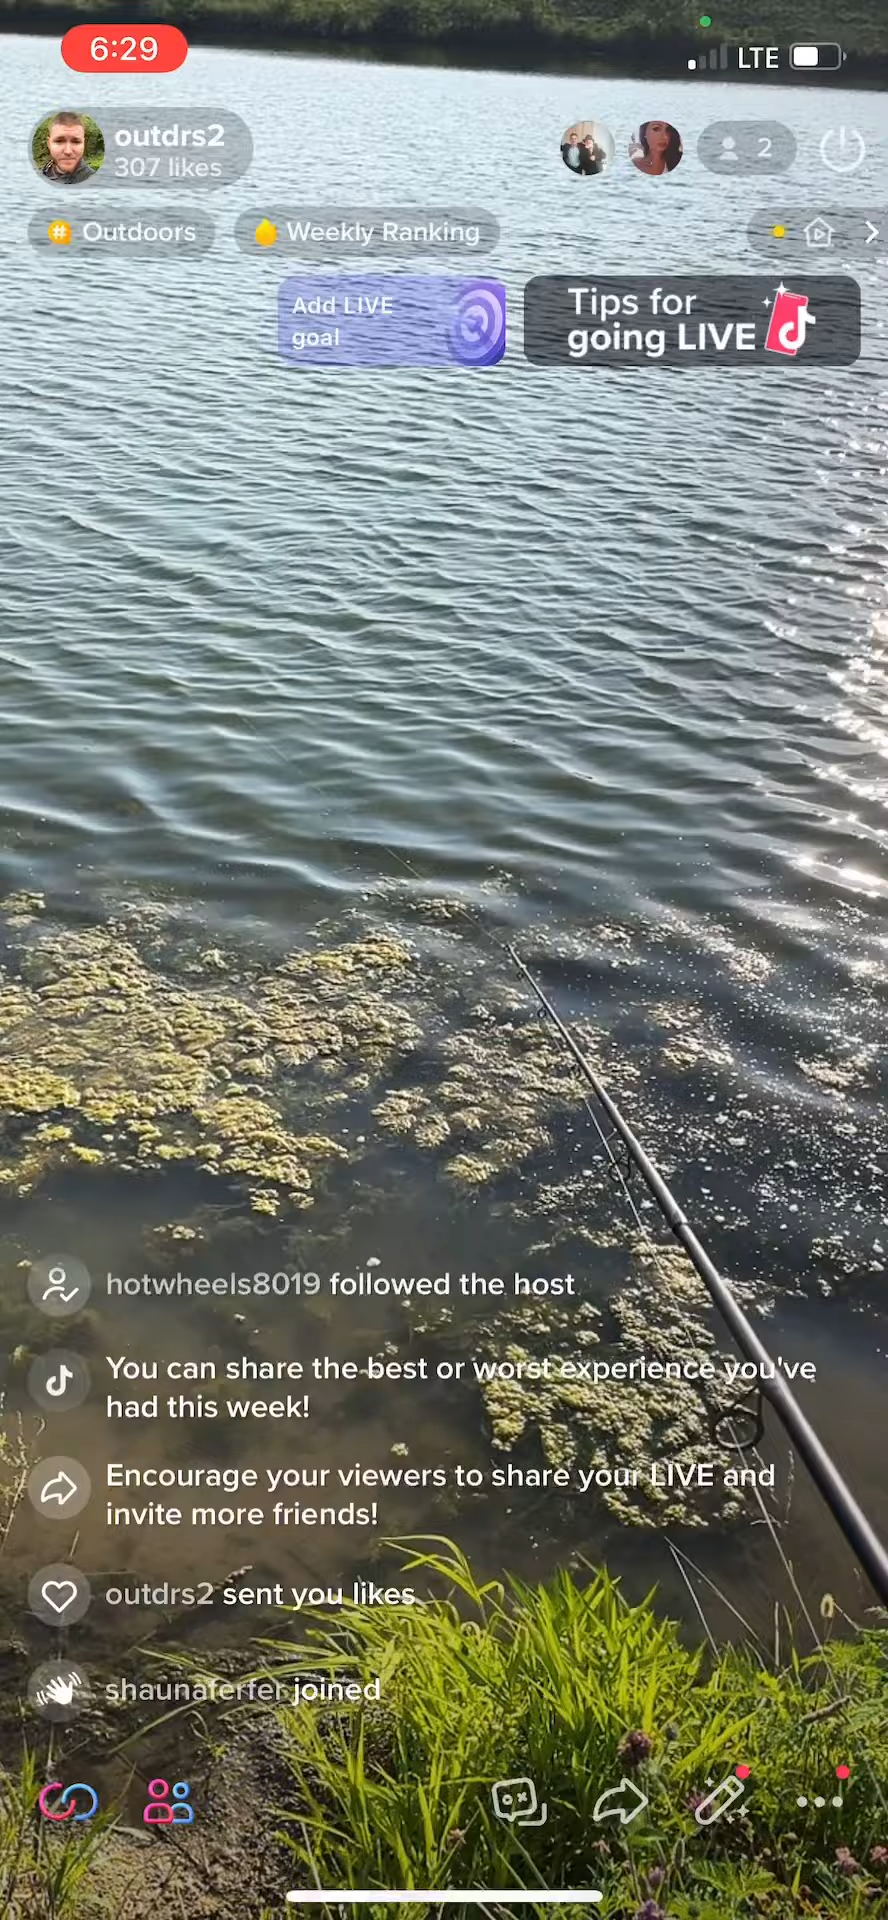 6:29
LTE
outdrs2
307 likes
2
# Outdoors
Weekly Ranking
Add LIVE
goal
Tips for
going LIVE
hotwheels8019 followed the host
You can share the best or worst experience you've
had this week!
Encourage your viewers to share your LIVE and
invite more friends!
outdrs2 sent you likes
shaunaferfer joined